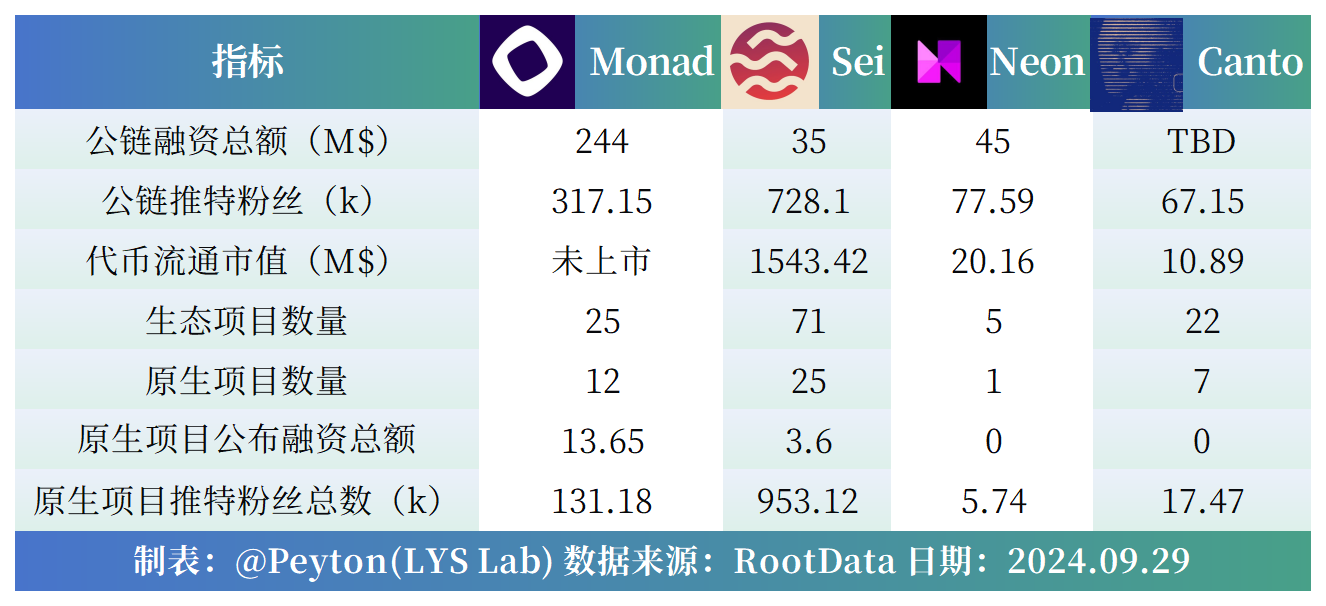 指标 Monad Sei Neon Canto
公链融资总额（M$） 244 35 45 TBD
公链推特粉丝（k） 317.15 728.1 77.59 67.15
代币流通市值（M$） 未上市 1543.42 20.16 10.89
生态项目数量 25 71 5 22
原生项目数量 12 25 1 7
原生项目公布融资总额 13.65 3.6 0 0
原生项目推特粉丝总数（k） 131.18 953.12 5.74 17.47
制表：@Peyton(LYS Lab) 数据来源：RootData 日期：2024.09.29